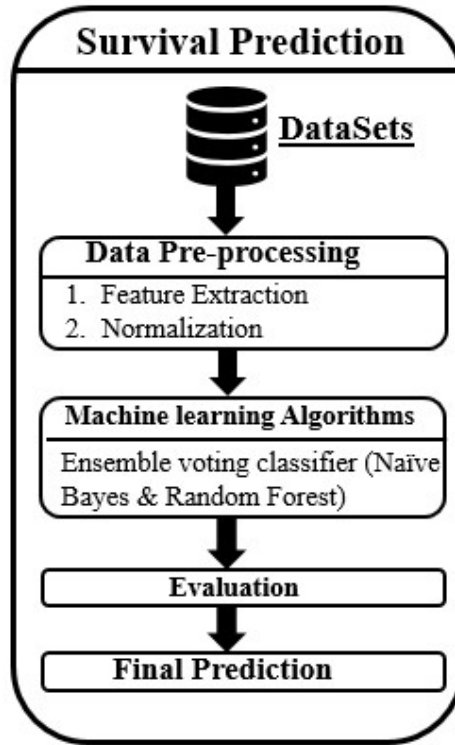 Survival Prediction
DataSets
Data Pre-processing
1. Feature Extraction
2. Normalization
Machine learning Algorithms
Ensemble voting classifier (Naïve
Bayes & Random Forest)
Evaluation
Final Prediction